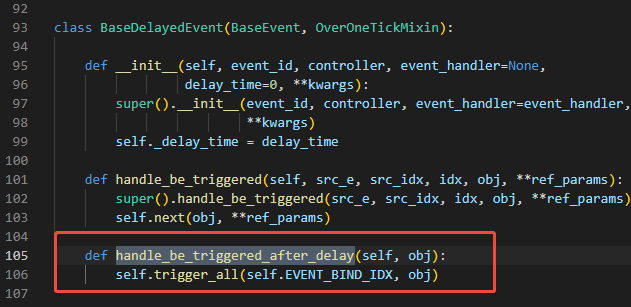 92
93 class BaseDelayedEvent(BaseEvent, OverOneTickMixin):
94
95     def __init__(self, event_id, controller, event_handler=None,
96                  delay_time=0, **kwargs):
97         super().__init__(event_id, controller, event_handler=event_handler,
98                          **kwargs)
99         self._delay_time = delay_time
100
101     def handle_be_triggered(self, src_e, src_idx, idx, obj, **ref_params):
102         super().handle_be_triggered(src_e, src_idx, idx, obj, **ref_params)
103         self.next(obj, **ref_params)
104
105     def handle_be_triggered_after_delay(self, obj):
106         self.trigger_all(self.EVENT_BIND_IDX, obj)
107